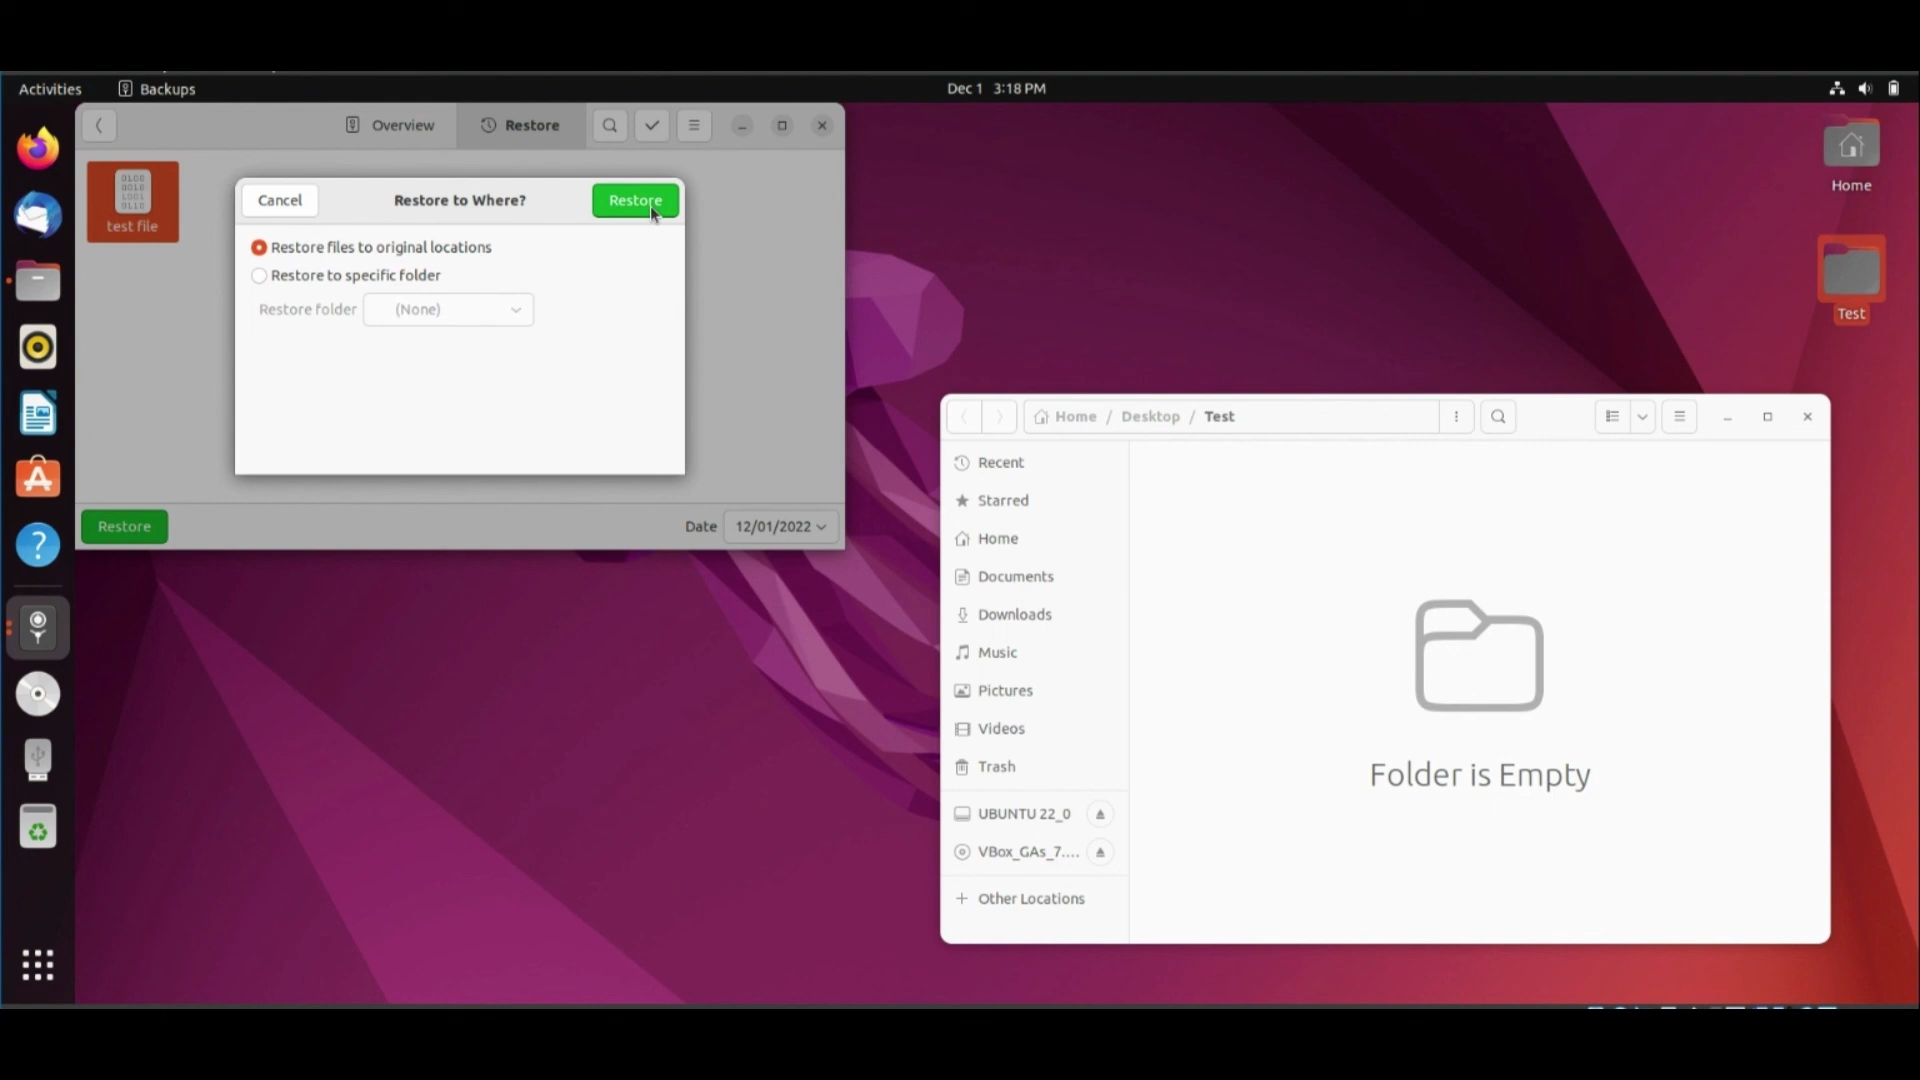 Activities
Backups
Dec 1 3:18 PM
Overview
Restore
test file
Cancel
Restore to Where?
Restore
Restore files to original locations
Restore to specific folder
Restore folder
(None)
Restore
Date
12/01/2022
Home
Test
Home / Desktop / Test
Recent
Starred
Home
Documents
Downloads
Music
Pictures
Videos
Trash
UBUNTU 22_0
VBox_GAs_7....
Other Locations
Folder is Empty